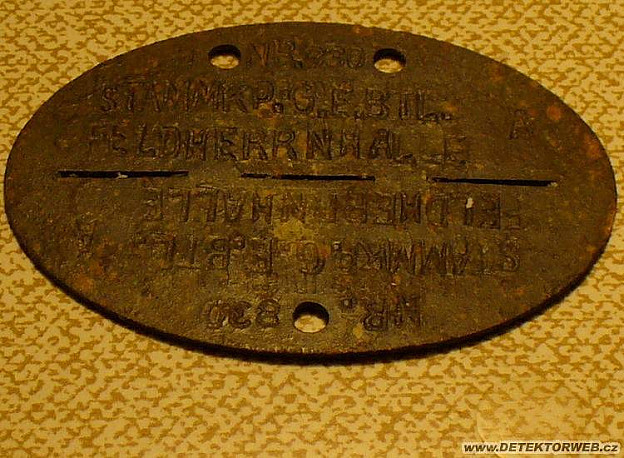 NR. 830
STAMMKP. G.E.BTL. A
FELDHERRNHALLE
FELDHERRNHALLE
STAMMKP. G.E.BTL. A
NR. 830
www.DETEKTORWEB.cz